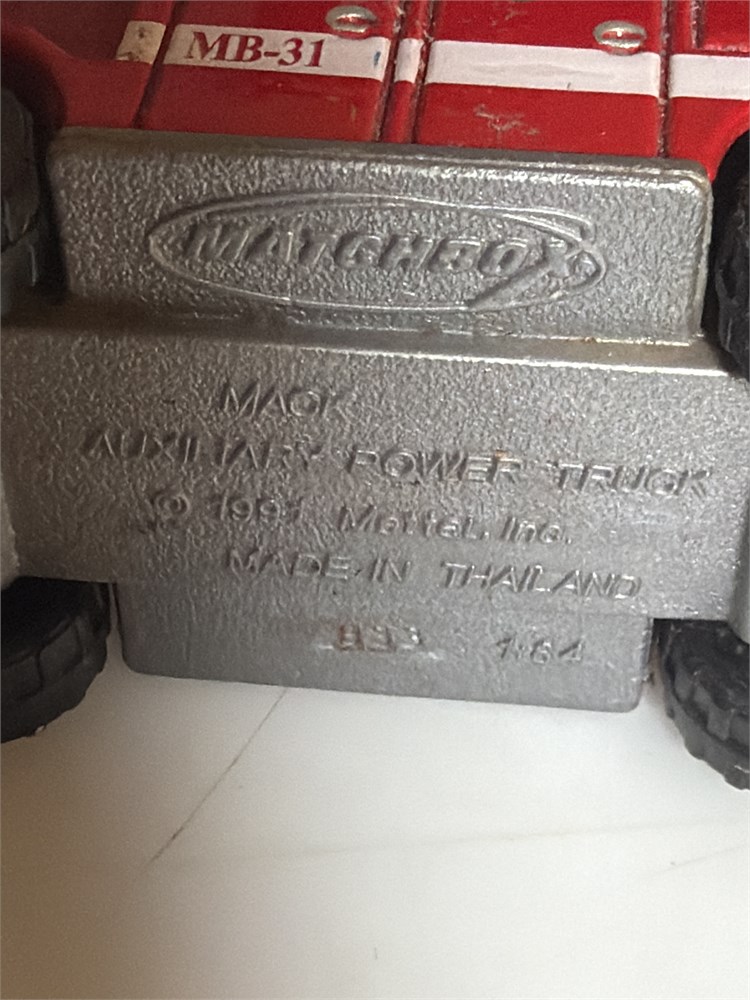 MB-31
MATCHBOX
MACK
AUXILIARY POWER TRUCK
© 1991 Mattel, Inc.
MADE IN THAILAND
1:64